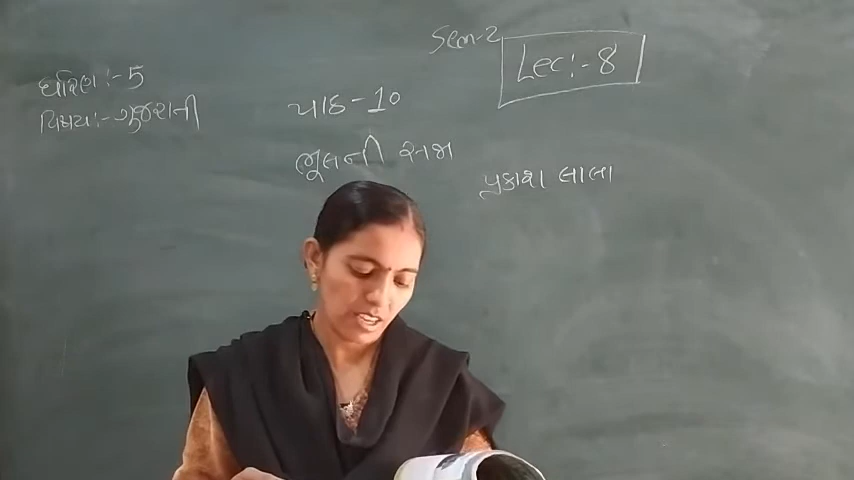 Sem-2
Lec:-8
ધોરણ :- 5
વિષય :- ગુજરાતી
પાઠ-10
ભૂલની સજા
પ્રકાશ લાલા